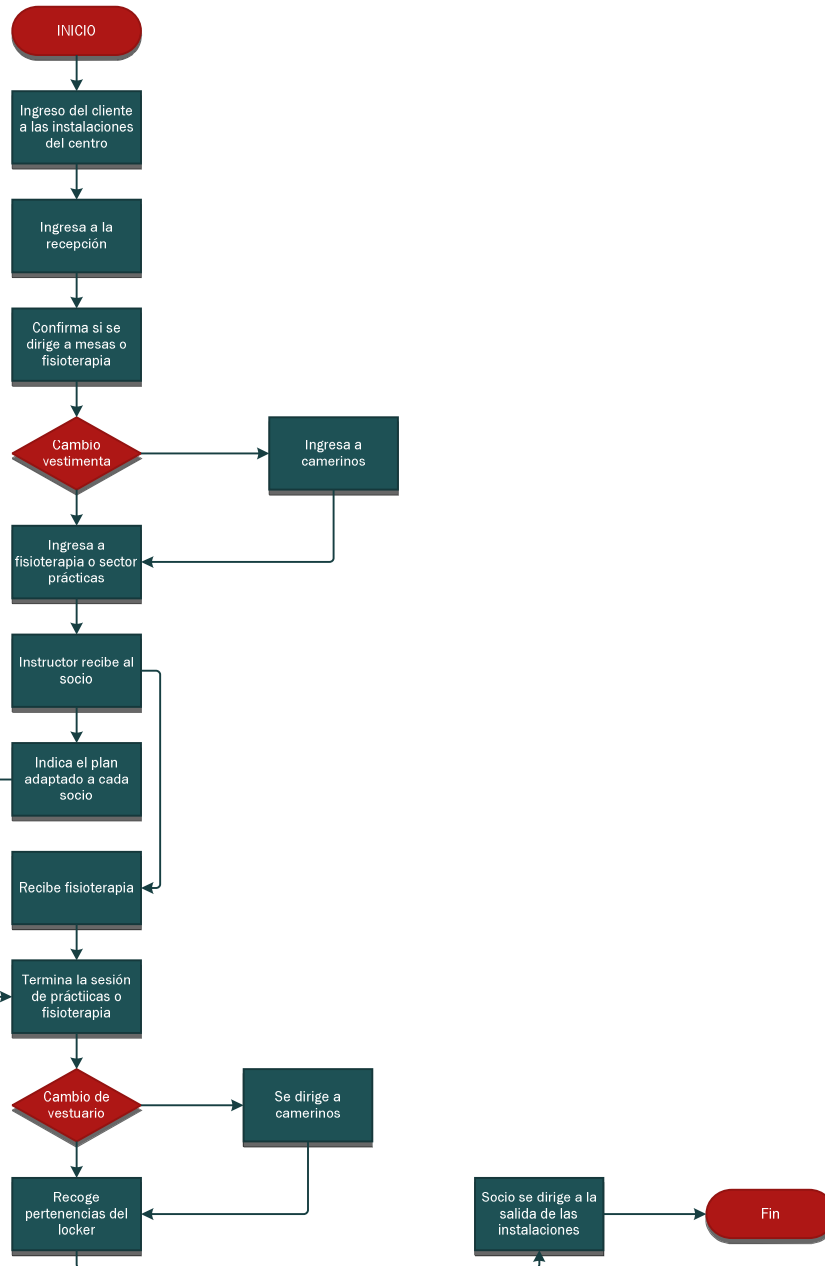 INICIO
Ingreso del cliente
a las instalaciones
del centro
Ingresa a la
recepción
Confirma si se
dirige a mesas o
fisioterapia
Cambio
vestimenta
Ingresa a
camerinos
Ingresa a
fisioterapia o sector
prácticas
Instructor recibe al
socio
Indica el plan
adaptado a cada
socio
Recibe fisioterapia
Termina la sesión
de práctiicas o
fisioterapia
Cambio de
vestuario
Se dirige a
camerinos
Recoge
pertenencias del
locker
Socio se dirige a la
salida de las
instalaciones
Fin